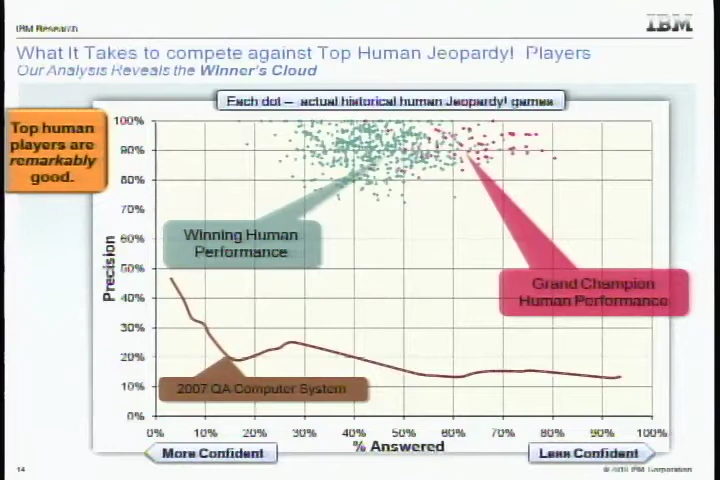 IBM Research
IBM
What It Takes to compete against Top Human Jeopardy! Players
Our Analysis Reveals the Winner's Cloud
Each dot – actual historical human Jeopardy! games
Top human
players are
remarkably
good.
100%
90%
80%
70%
60%
50%
40%
30%
20%
10%
0%
Precision
Winning Human
Performance
Grand Champion
Human Performance
2007 QA Computer System
0% 10% 20% 30% 40% 50% 60% 70% 80% 90% 100%
% Answered
More Confident
Less Confident
14
IBM Corporation